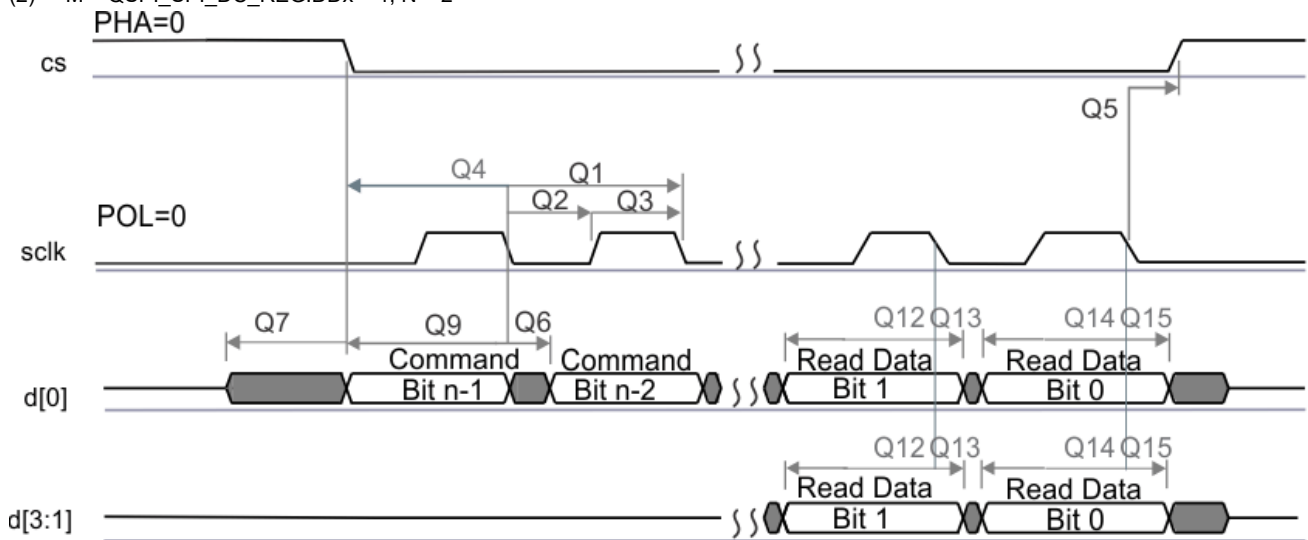 PHA=0
cs
Q5
Q4 Q1
Q2 Q3
POL=0
sclk
Q7 Q9 Q6 Q12 Q13 Q14 Q15
Command Command Read Data Read Data
d[0] Bit n-1 Bit n-2 Bit 1 Bit 0
Q12 Q13 Q14 Q15
Read Data Read Data
d[3:1] Bit 1 Bit 0